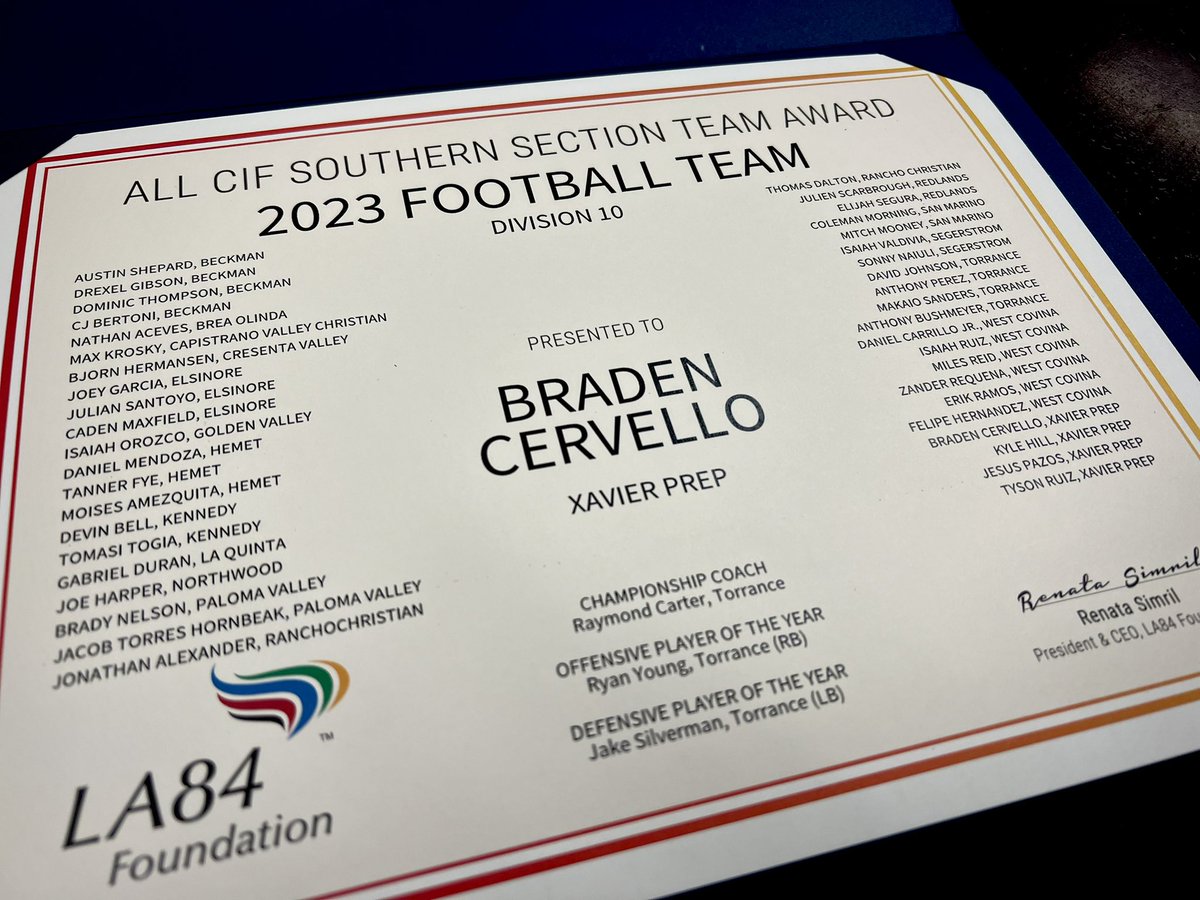 ALL CIF SOUTHERN SECTION TEAM AWARD
2023 FOOTBALL TEAM
DIVISION 10
AUSTIN SHEPARD, BECKMAN
DREXEL GIBSON, BECKMAN
DOMINIC THOMPSON, BECKMAN
CJ BERTONI, BECKMAN
NATHAN ACEVES, BREA OLINDA
MAX KROSKY, CAPISTRANO VALLEY CHRISTIAN
BJORN HERMANSEN, CRESENTA VALLEY
JOEY GARCIA, ELSINORE
JULIAN SANTOYO, ELSINORE
CADEN MAXFIELD, ELSINORE
ISAIAH OROZCO, GOLDEN VALLEY
DANIEL MENDOZA, HEMET
TANNER FYE, HEMET
MOISES AMEZQUITA, HEMET
DEVIN BELL, KENNEDY
TOMASI TOGIA, KENNEDY
GABRIEL DURAN, LA QUINTA
JOE HARPER, NORTHWOOD
BRADY NELSON, PALOMA VALLEY
JACOB TORRES HORNBEAK, PALOMA VALLEY
JONATHAN ALEXANDER, RANCHOCHRISTIAN
PRESENTED TO
BRADEN
CERVELLO
XAVIER PREP
CHAMPIONSHIP COACH
Raymond Carter, Torrance
OFFENSIVE PLAYER OF THE YEAR
Ryan Young, Torrance (RB)
DEFENSIVE PLAYER OF THE YEAR
Jake Silverman, Torrance (LB)
THOMAS DALTON, RANCHO CHRISTIAN
JULIEN SCARBROUGH, REDLANDS
ELIJAH SEGURA, REDLANDS
COLEMAN MORNING, SAN MARINO
MITCH MOONEY, SAN MARINO
ISAIAH VALDIVIA, SEGERSTROM
SONNY NAIULI, SEGERSTROM
DAVID JOHNSON, TORRANCE
ANTHONY PEREZ, TORRANCE
MAKAIO SANDERS, TORRANCE
ANTHONY BUSHMEYER, TORRANCE
DANIEL CARRILLO JR., WEST COVINA
ISAIAH RUIZ, WEST COVINA
MILES REID, WEST COVINA
ZANDER REQUENA, WEST COVINA
ERIK RAMOS, WEST COVINA
FELIPE HERNANDEZ, WEST COVINA
BRADEN CERVELLO, XAVIER PREP
KYLE HILL, XAVIER PREP
JESUS PAZOS, XAVIER PREP
TYSON RUIZ, XAVIER PREP
Renata Simril
Renata Simril
President & CEO, LA84 Fou
TM
LA84
Foundation